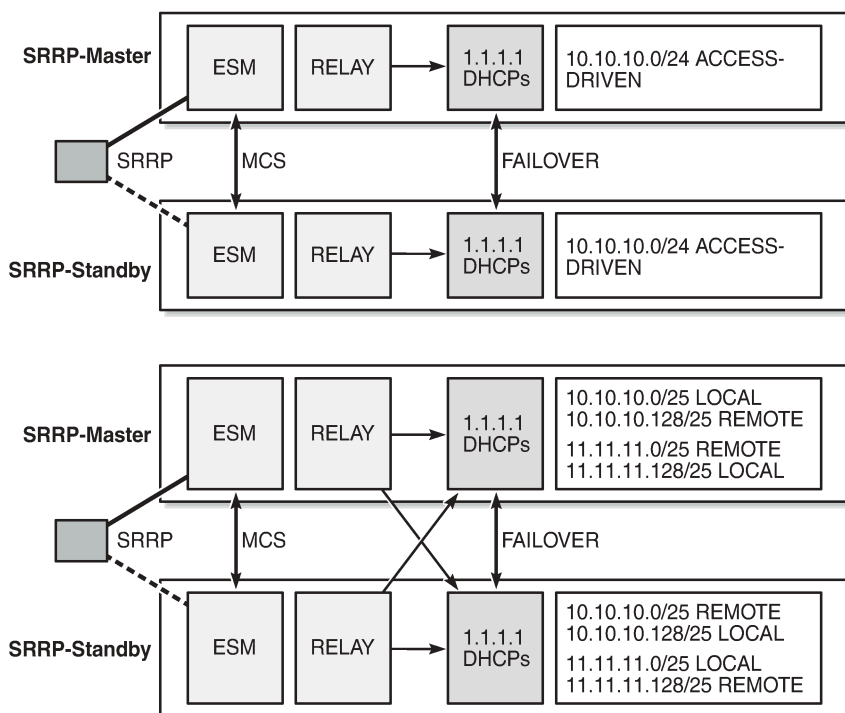 SRRP-Master
ESM
RELAY
1.1.1.1
DHCPs
10.10.10.0/24 ACCESS-
DRIVEN
SRRP
MCS
FAILOVER
SRRP-Standby
ESM
RELAY
1.1.1.1
DHCPs
10.10.10.0/24 ACCESS-
DRIVEN
SRRP-Master
ESM
RELAY
1.1.1.1
DHCPs
10.10.10.0/25 LOCAL
10.10.10.128/25 REMOTE
11.11.11.0/25 REMOTE
11.11.11.128/25 LOCAL
SRRP
MCS
FAILOVER
SRRP-Standby
ESM
RELAY
1.1.1.1
DHCPs
10.10.10.0/25 REMOTE
10.10.10.128/25 LOCAL
11.11.11.0/25 LOCAL
11.11.11.128/25 REMOTE